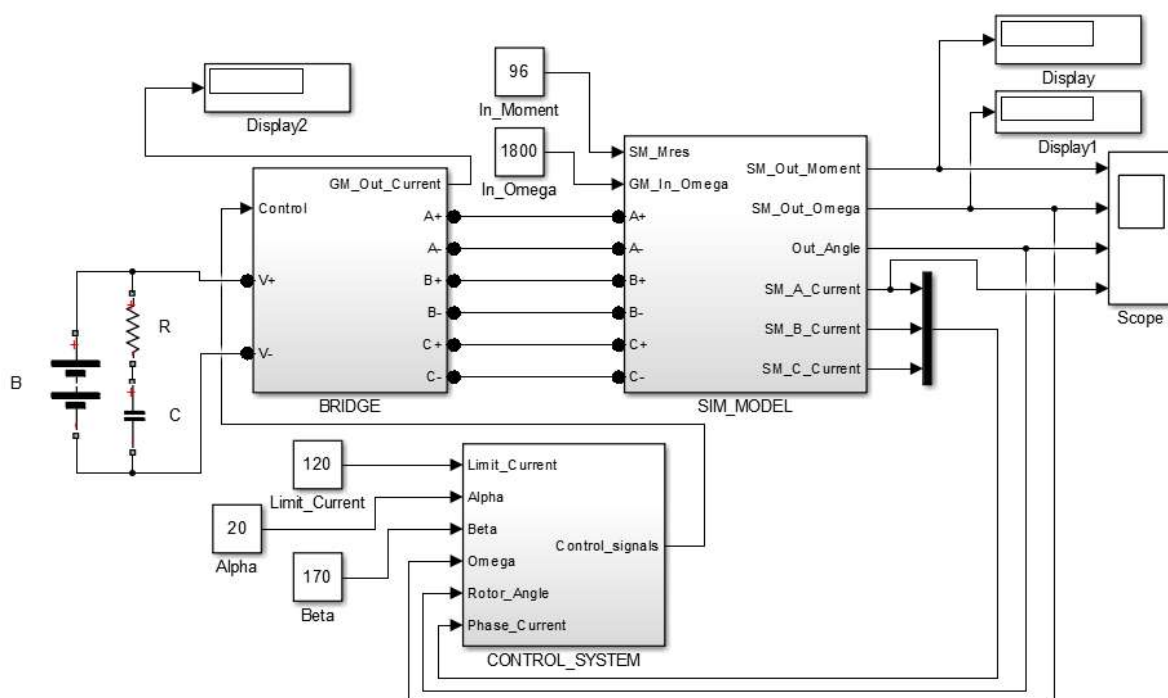 Display2
96
In_Moment
1800
In_Omega
Display
Display1
GM_Out_Current
Control
V+
V-
A+
A-
B+
B-
C+
C-
BRIDGE
SM_Mres
GM_In_Omega
A+
A-
B+
B-
C+
C-
SM_Out_Moment
SM_Out_Omega
Out_Angle
SM_A_Current
SM_B_Current
SM_C_Current
SIM_MODEL
Scope
B
+
R
+
C
+
120
Limit_Current
20
Alpha
170
Beta
Limit_Current
Alpha
Beta
Omega
Rotor_Angle
Phase_Current
Control_signals
CONTROL_SYSTEM